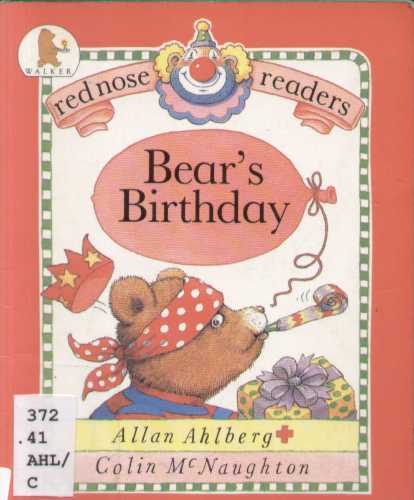 WALKER
red nose readers
Bear's
Birthday
372
.41
AHL/
C
Allan Ahlberg +
Colin McNaughton